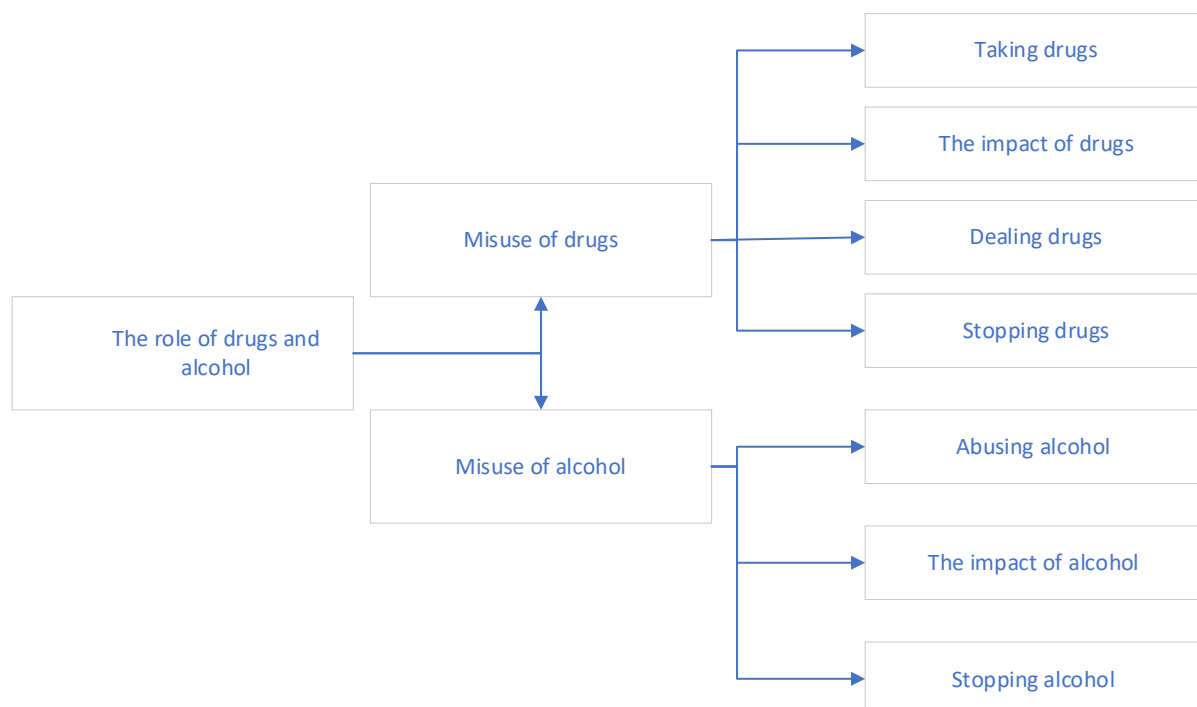 Taking drugs
The impact of drugs
Misuse of drugs
Dealing drugs
The role of drugs and
alcohol
Stopping drugs
Abusing alcohol
Misuse of alcohol
The impact of alcohol
Stopping alcohol